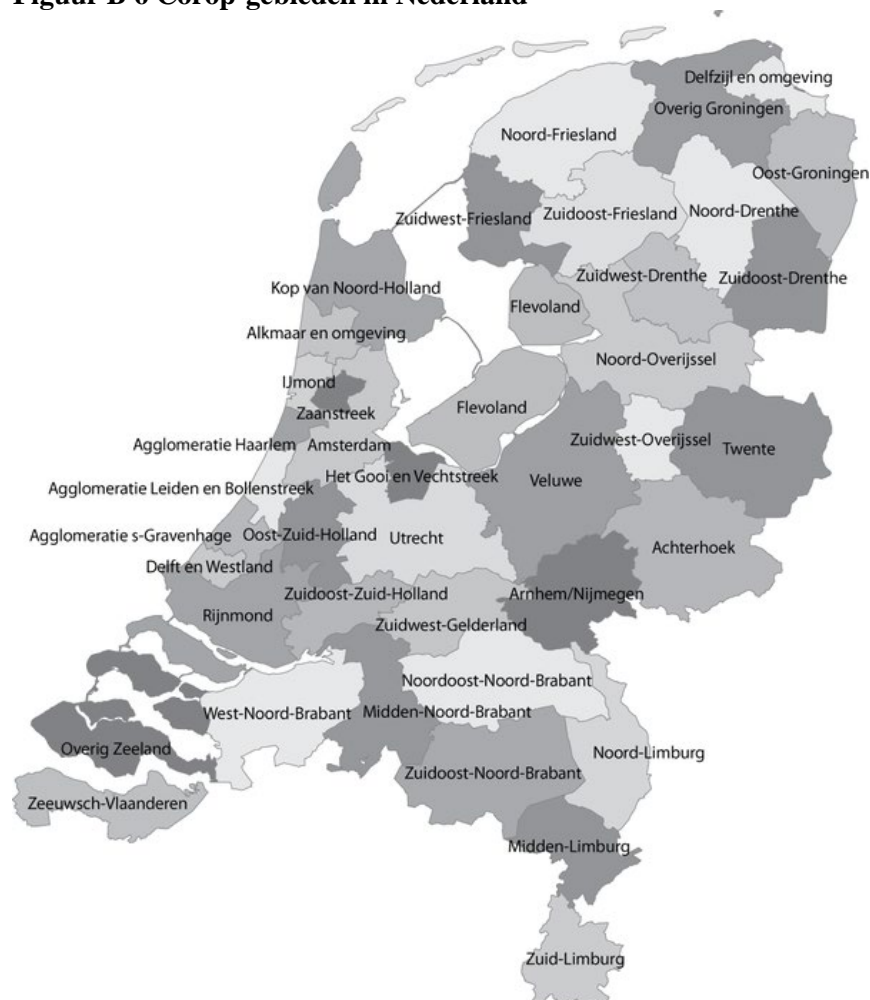 Figuur B 6 Corop-gebieden in Nederland
Delfzijl en omgeving
Overig Groningen
Noord-Friesland
Oost-Groningen
Zuidwest-Friesland
Zuidoost-Friesland
Noord-Drenthe
Zuidwest-Drenthe
Zuidoost-Drenthe
Kop van Noord-Holland
Flevoland
Alkmaar en omgeving
Noord-Overijssel
IJmond
Zaanstreek
Flevoland
Agglomeratie Haarlem
Amsterdam
Zuidwest-Overijssel
Twente
Het Gooi en Vechtstreek
Veluwe
Agglomeratie Leiden en Bollenstreek
Agglomeratie s-Gravenhage
Oost-Zuid-Holland
Utrecht
Achterhoek
Delft en Westland
Zuidoost-Zuid-Holland
Arnhem/Nijmegen
Rijnmond
Zuidwest-Gelderland
Noordoost-Noord-Brabant
West-Noord-Brabant
Midden-Noord-Brabant
Overig Zeeland
Noord-Limburg
Zuidoost-Noord-Brabant
Zeeuwsch-Vlaanderen
Midden-Limburg
Zuid-Limburg